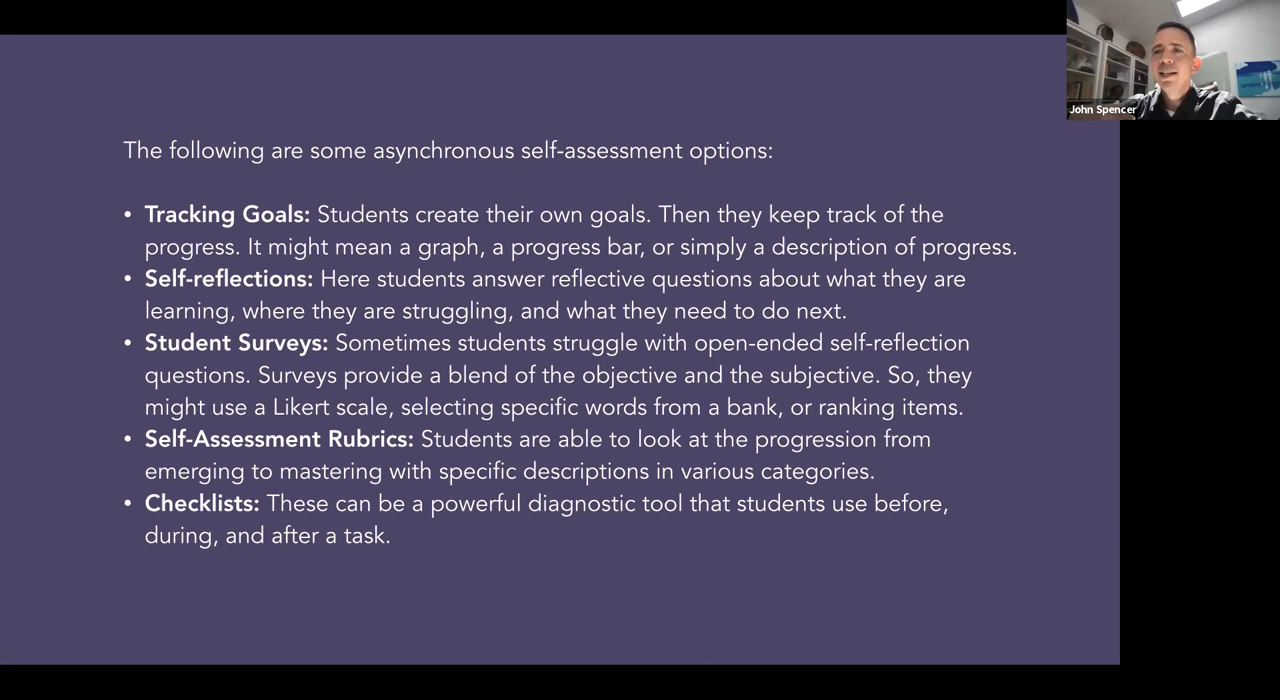 The following are some asynchronous self-assessment options:
• Tracking Goals: Students create their own goals. Then they keep track of the
progress. It might mean a graph, a progress bar, or simply a description of progress.
• Self-reflections: Here students answer reflective questions about what they are
learning, where they are struggling, and what they need to do next.
• Student Surveys: Sometimes students struggle with open-ended self-reflection
questions. Surveys provide a blend of the objective and the subjective. So, they
might use a Likert scale, selecting specific words from a bank, or ranking items.
• Self-Assessment Rubrics: Students are able to look at the progression from
emerging to mastering with specific descriptions in various categories.
• Checklists: These can be a powerful diagnostic tool that students use before,
during, and after a task.
John Spencer